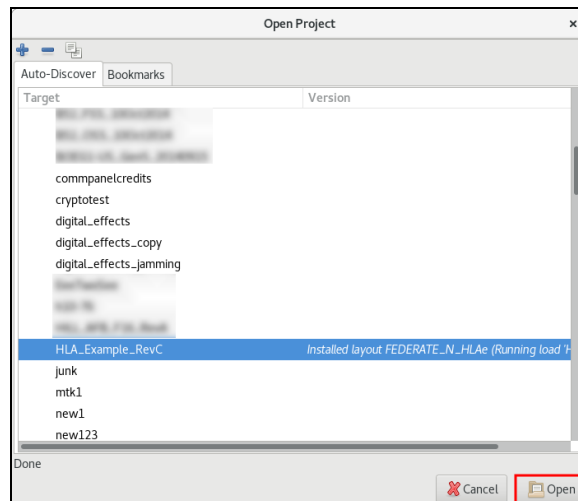 Open Project
Auto-Discover Bookmarks
Target Version
commpanelcredits
cryptotest
digital_effects
digital_effects_copy
digital_effects_jamming
HLA_Example_RevC Installed layout FEDERATE_N_HLAe (Running load 'H
junk
mtk1
new1
new123
Done
Cancel Open